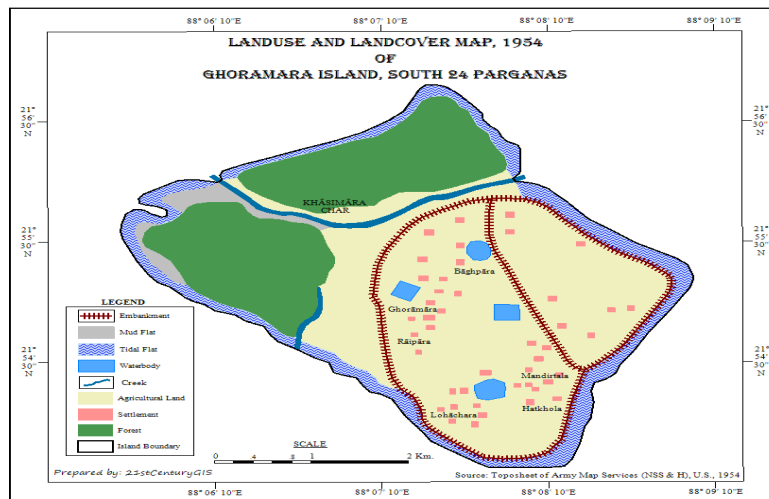 88° 06' 10"E 88° 07' 10"E 88° 08' 10"E 88° 09' 10"E
LANDUSE AND LANDCOVER MAP, 1954
OF
GHORAMARA ISLAND, SOUTH 24 PARGANAS
21° 56' 30" N
21° 56' 30" N
KHĀSIMĀRA
CHAR
21° 55' 30" N
21° 55' 30" N
Bāghpāra
LEGEND
Embankment
Mud Flat
Tidal Flat
Waterbody
Creek
Agricultural Land
Settlement
Forest
Island Boundary
Ghorāmāra
Rāipāra
21° 54' 30" N
21° 54' 30" N
Mandirtala
Hatkhola
Lohāchara
SCALE
0 .4 .8 1 2 Km.
Prepared by: 21stCenturyGIS
Source: Toposheet of Army Map Services (NSS & H), U.S., 1954
88° 06' 10"E 88° 07' 10"E 88° 08' 10"E 88° 09' 10"E